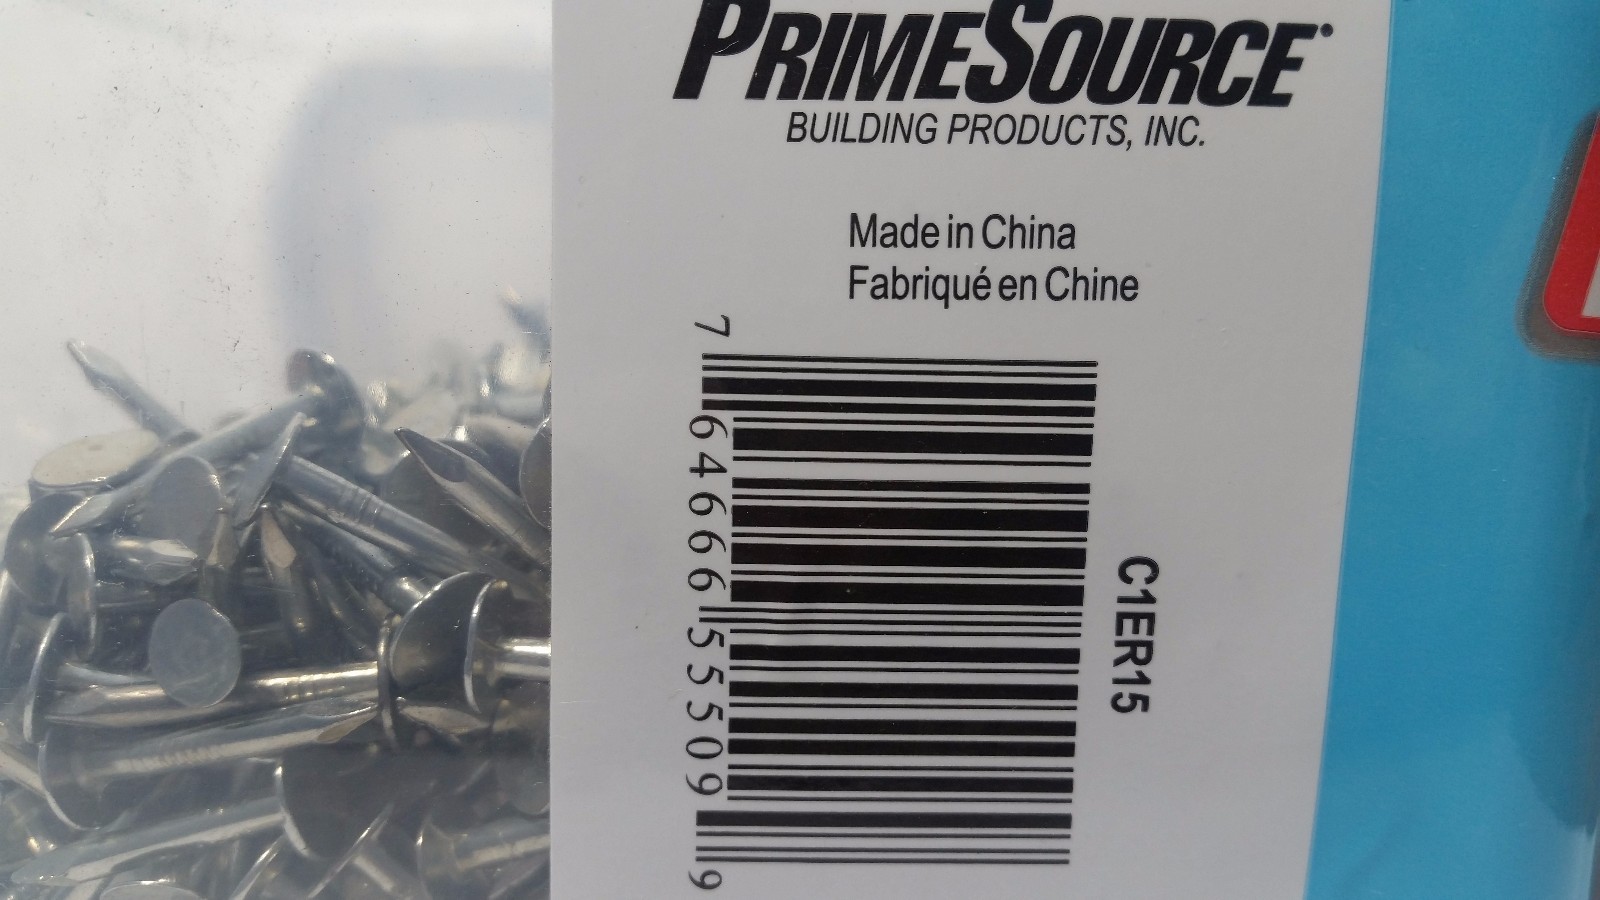 PRIMESOURCE
BUILDING PRODUCTS, INC.
Made in China
Fabriqué en Chine
7 64666 55509 9
C1ER15